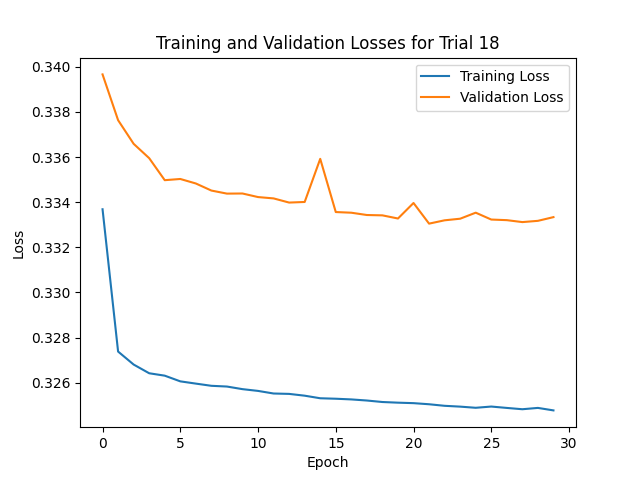 Training and Validation Losses for Trial 18
Training Loss
Validation Loss
Loss
0.340
0.338
0.336
0.334
0.332
0.330
0.328
0.326
0 5 10 15 20 25 30
Epoch